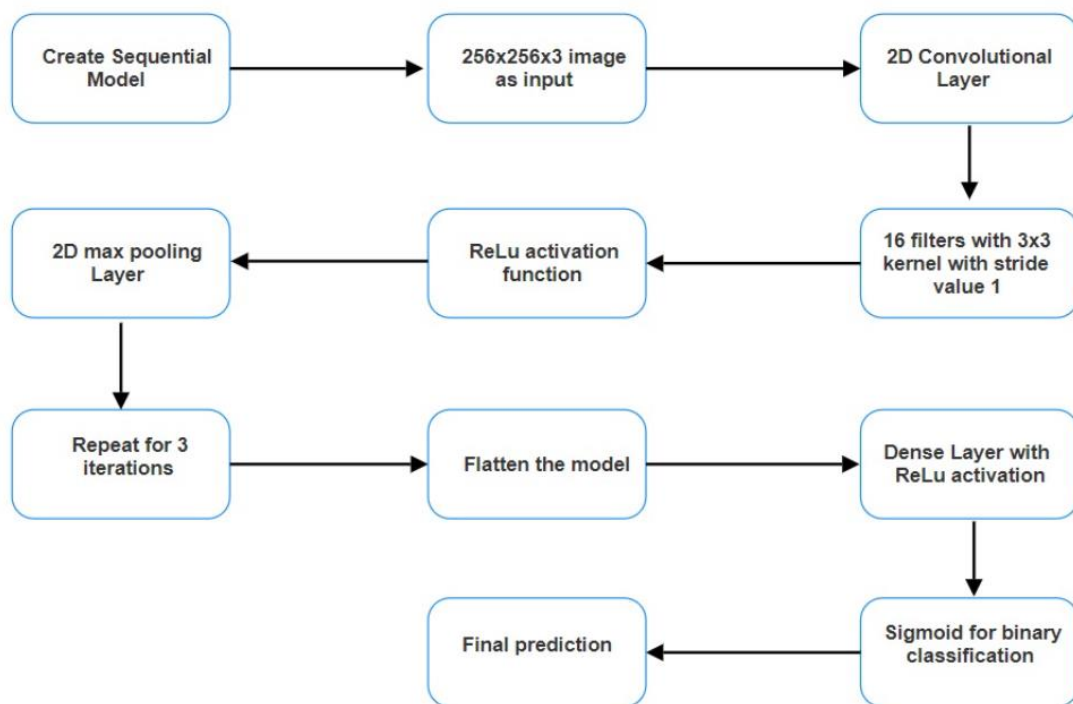 Create Sequential
Model
256x256x3 image
as input
2D Convolutional
Layer
16 filters with 3x3
kernel with stride
value 1
ReLu activation
function
2D max pooling
Layer
Repeat for 3
iterations
Flatten the model
Dense Layer with
ReLu activation
Sigmoid for binary
classification
Final prediction